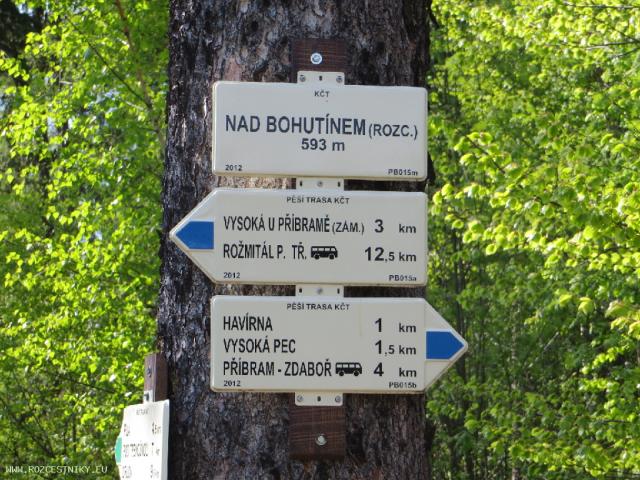 KČT
NAD BOHUTÍNEM (ROZC.)
593 m
2012 PB015m
PĚŠÍ TRASA KČT
VYSOKÁ U PŘÍBRAMĚ (ZÁM.) 3 km
ROŽMITÁL P. TŘ. 12,5 km
2012 PB015a
PĚŠÍ TRASA KČT
HAVÍRNA 1 km
VYSOKÁ PEC 1,5 km
PŘÍBRAM - ZDABOŘ 4 km
2012 PB015b
WWW.ROZCESTNIKY.EU